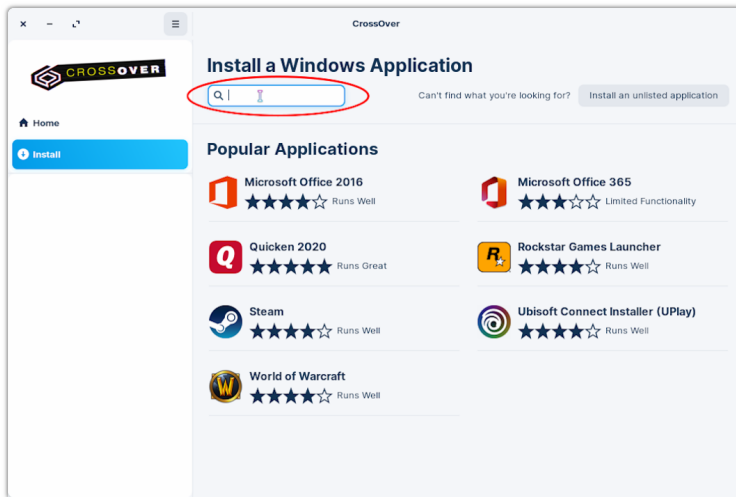 CrossOver
CROSSOVER
Home
Install
Install a Windows Application
Can't find what you're looking for? Install an unlisted application
Popular Applications
Microsoft Office 2016
Runs Well
Microsoft Office 365
Limited Functionality
Quicken 2020
Runs Great
Rockstar Games Launcher
Runs Well
Steam
Runs Well
Ubisoft Connect Installer (UPlay)
Runs Well
World of Warcraft
Runs Well